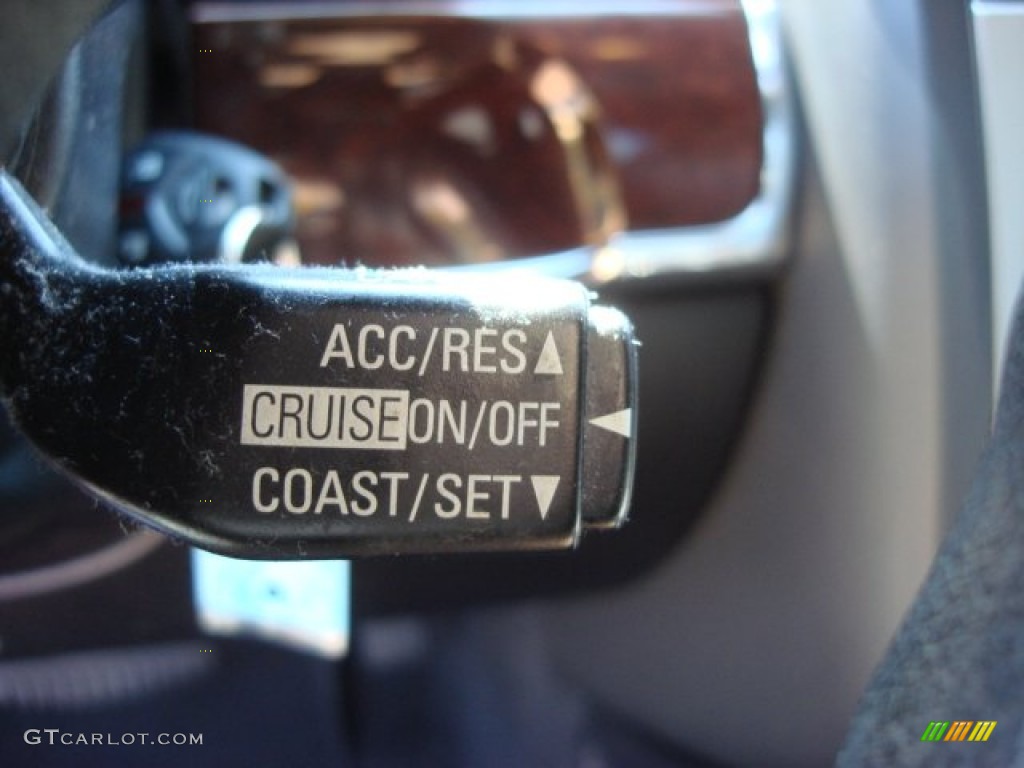 ACC/RES▲
CRUISE ON/OFF ◀
COAST/SET▼
GTCARLOT.COM